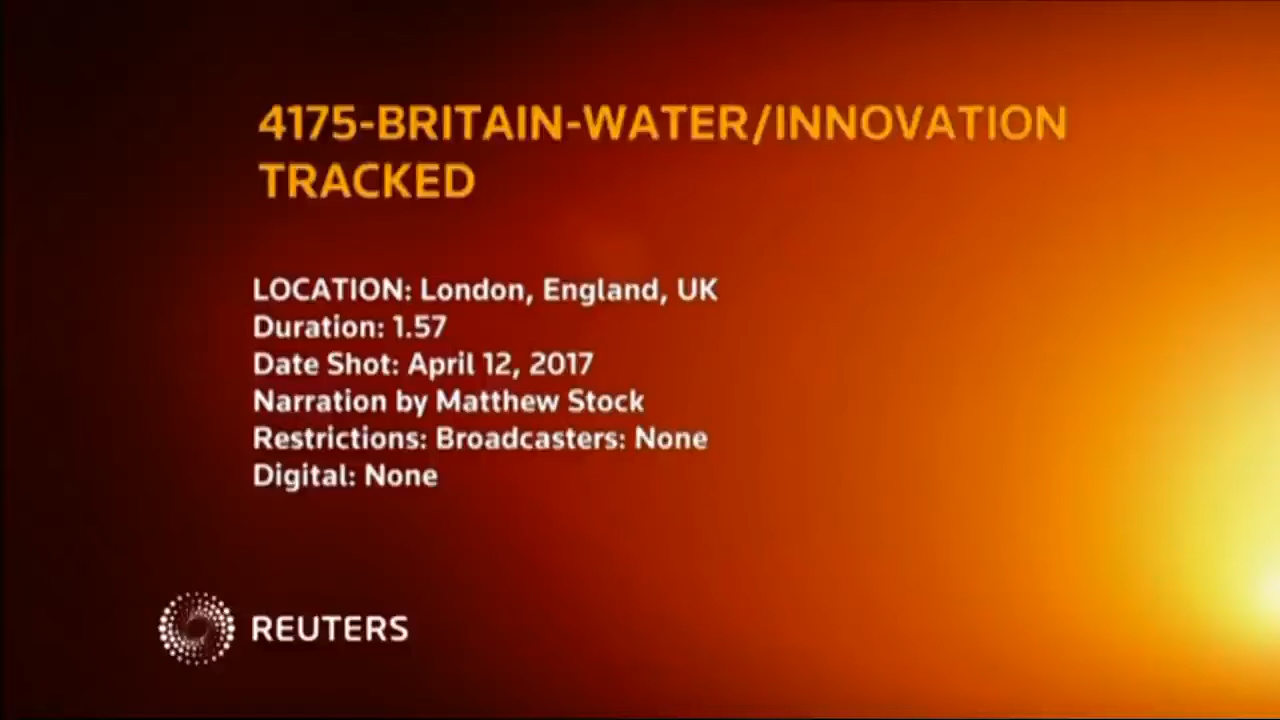 4175-BRITAIN-WATER/INNOVATION
TRACKED
LOCATION: London, England, UK
Duration: 1.57
Date Shot: April 12, 2017
Narration by Matthew Stock
Restrictions: Broadcasters: None
Digital: None
REUTERS